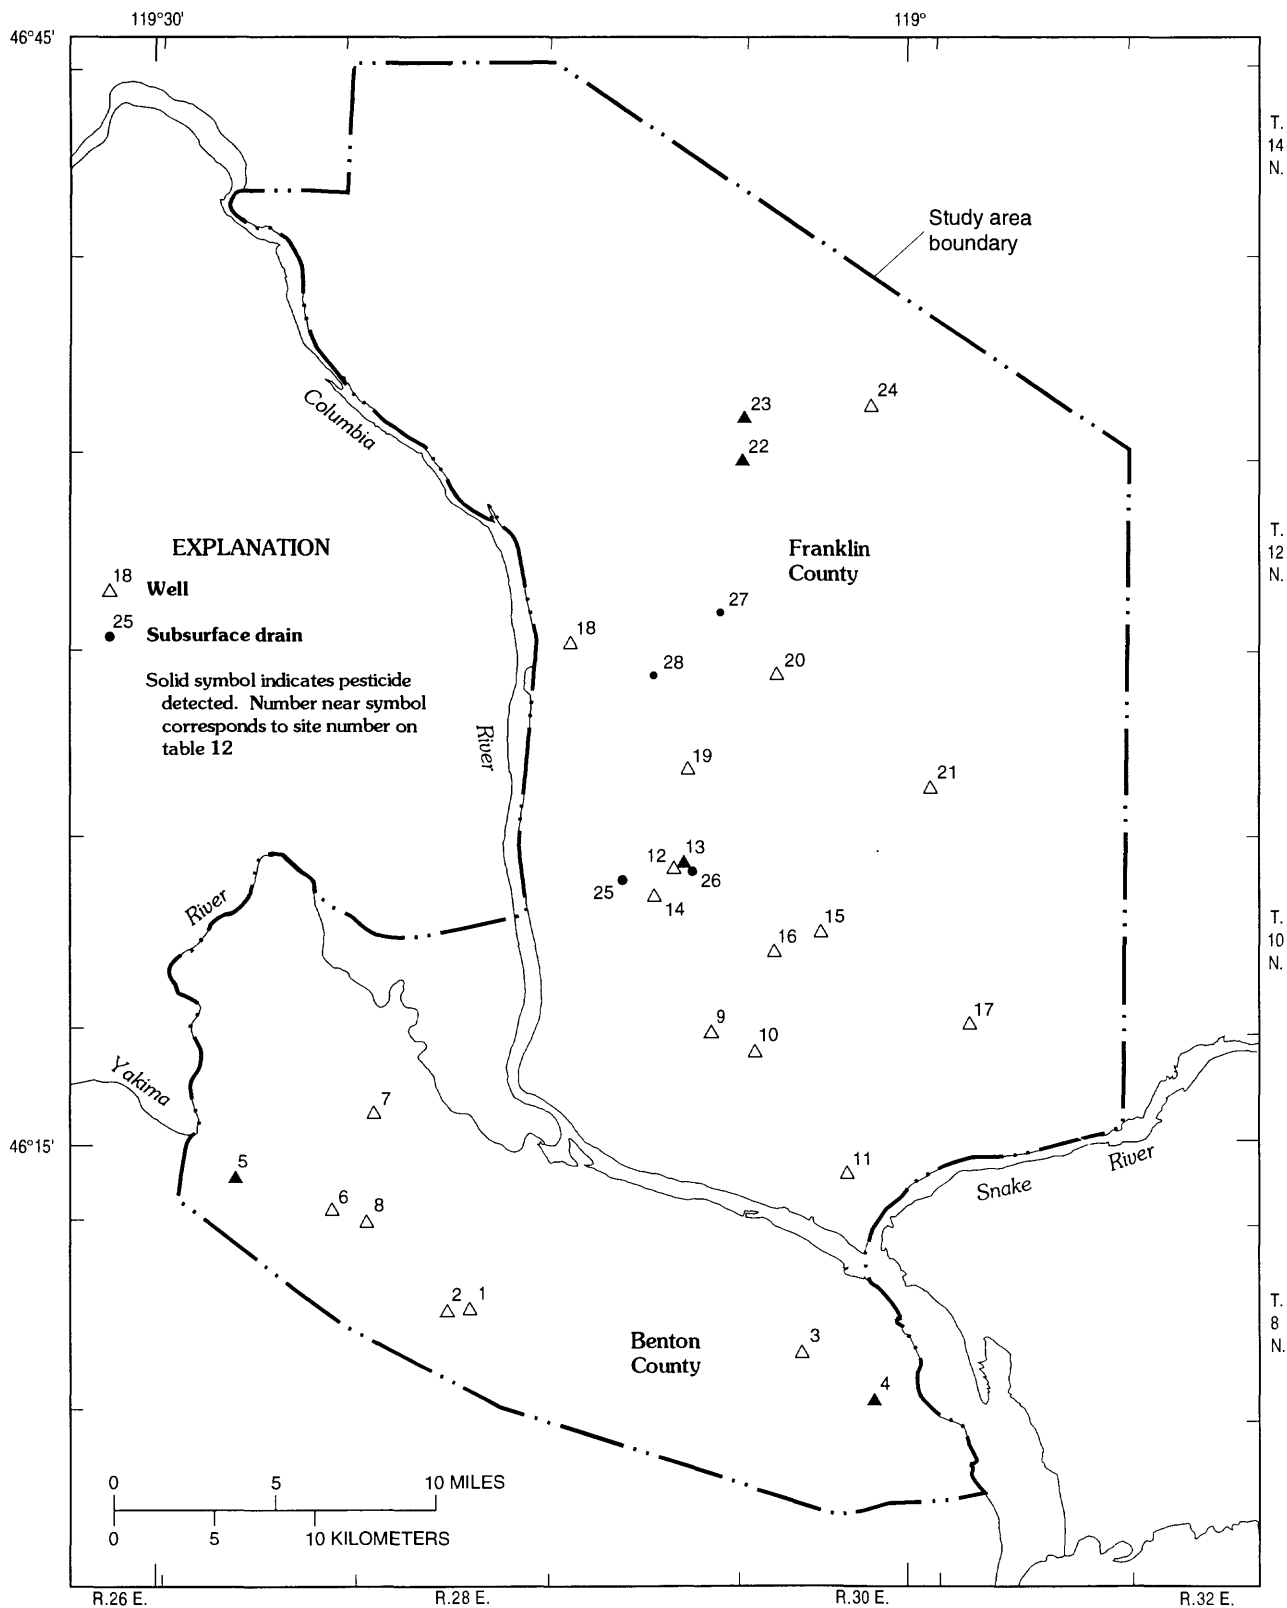 119°30'
119°
46°45'
T.
14
N.
Study area
boundary
Columbia
23
24
22
EXPLANATION
Franklin
County
T.
12
N.
18
Well
25
Subsurface drain
Solid symbol indicates pesticide
detected. Number near symbol
corresponds to site number on
table 12
27
18
28
20
River
19
21
12
13
25
26
14
River
15
16
T.
10
N.
9
10
17
Yakima
7
46°15'
5
11
Snake
River
6
8
2
1
Benton
County
3
4
T.
8
N.
0
5
10 MILES
0
5
10 KILOMETERS
R.26 E.
R.28 E.
R.30 E.
R.32 E.